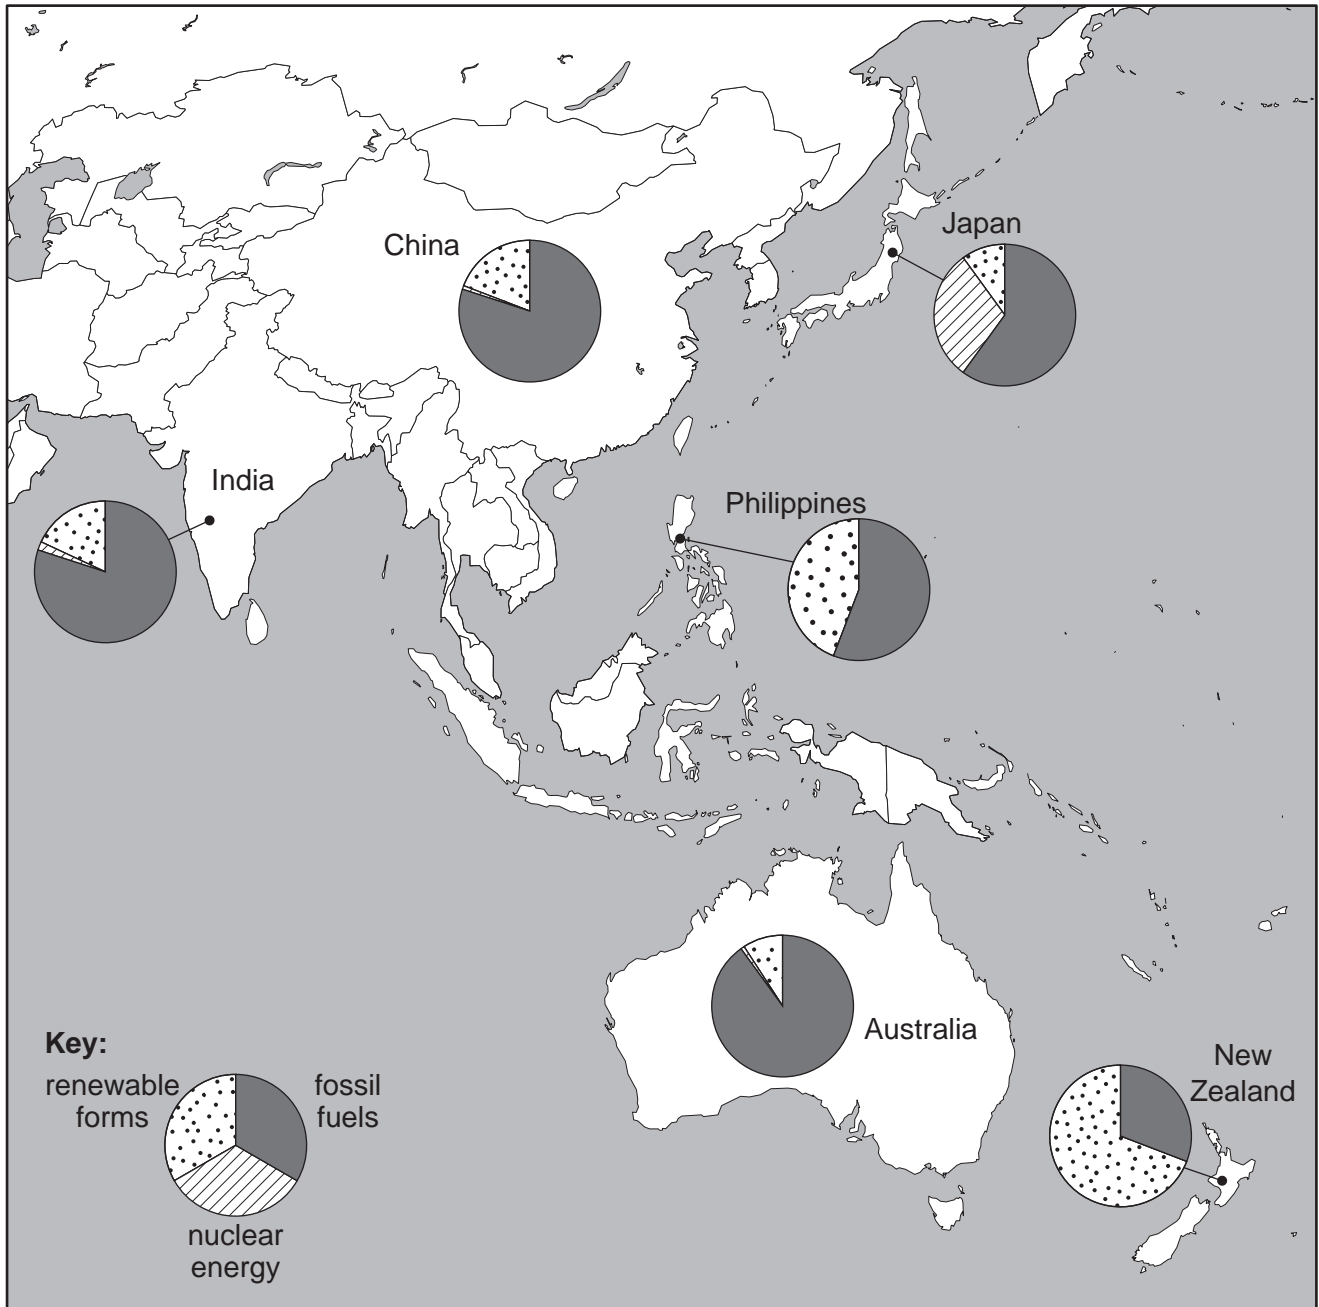 Japan
China
India
Philippines
Australia
New
Zealand
Key:
renewable
forms
fossil
fuels
nuclear
energy